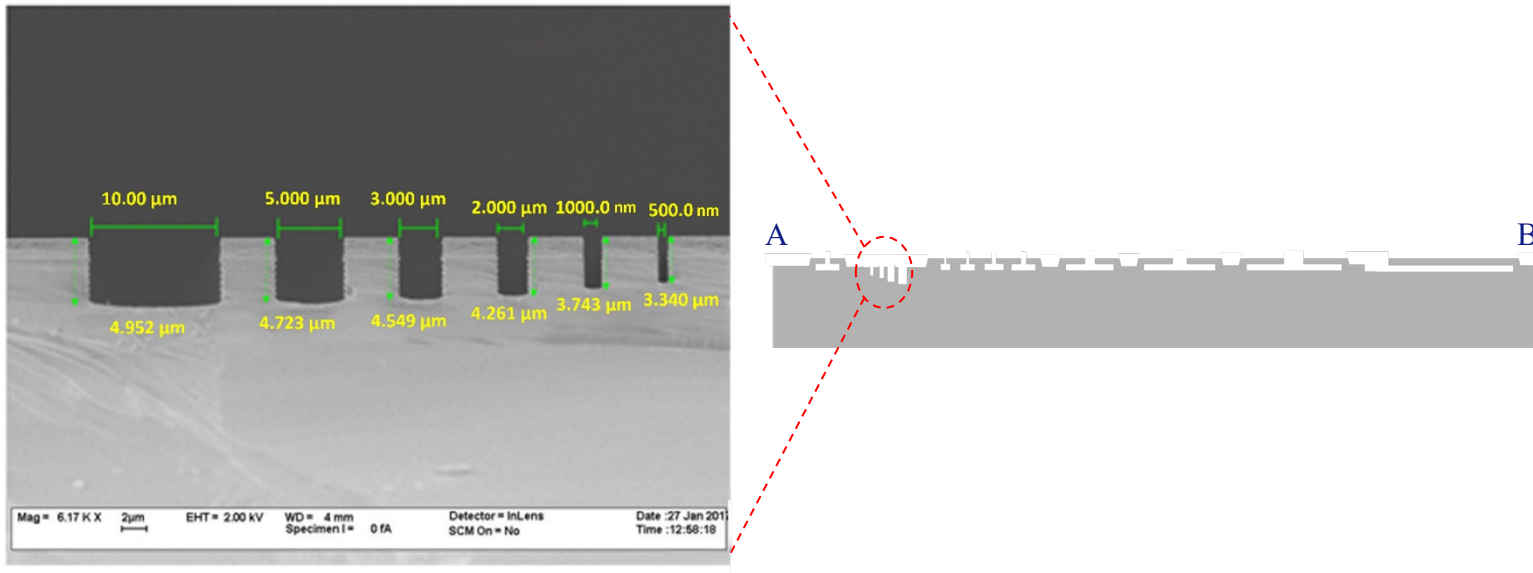 10.00 µm
5.000 µm
3.000 µm
2.000 µm
1000.0 nm
500.0 nm
4.952 µm
4.723 µm
4.549 µm
4.261 µm
3.743 µm
3.340 µm
A
B
Mag = 6.17 K X
2µm
EHT = 2.00 kV
WD = 4 mm
Specimen I = 0 fA
Detector = InLens
SCM On = No
Date :27 Jan 201
Time :12:58:18